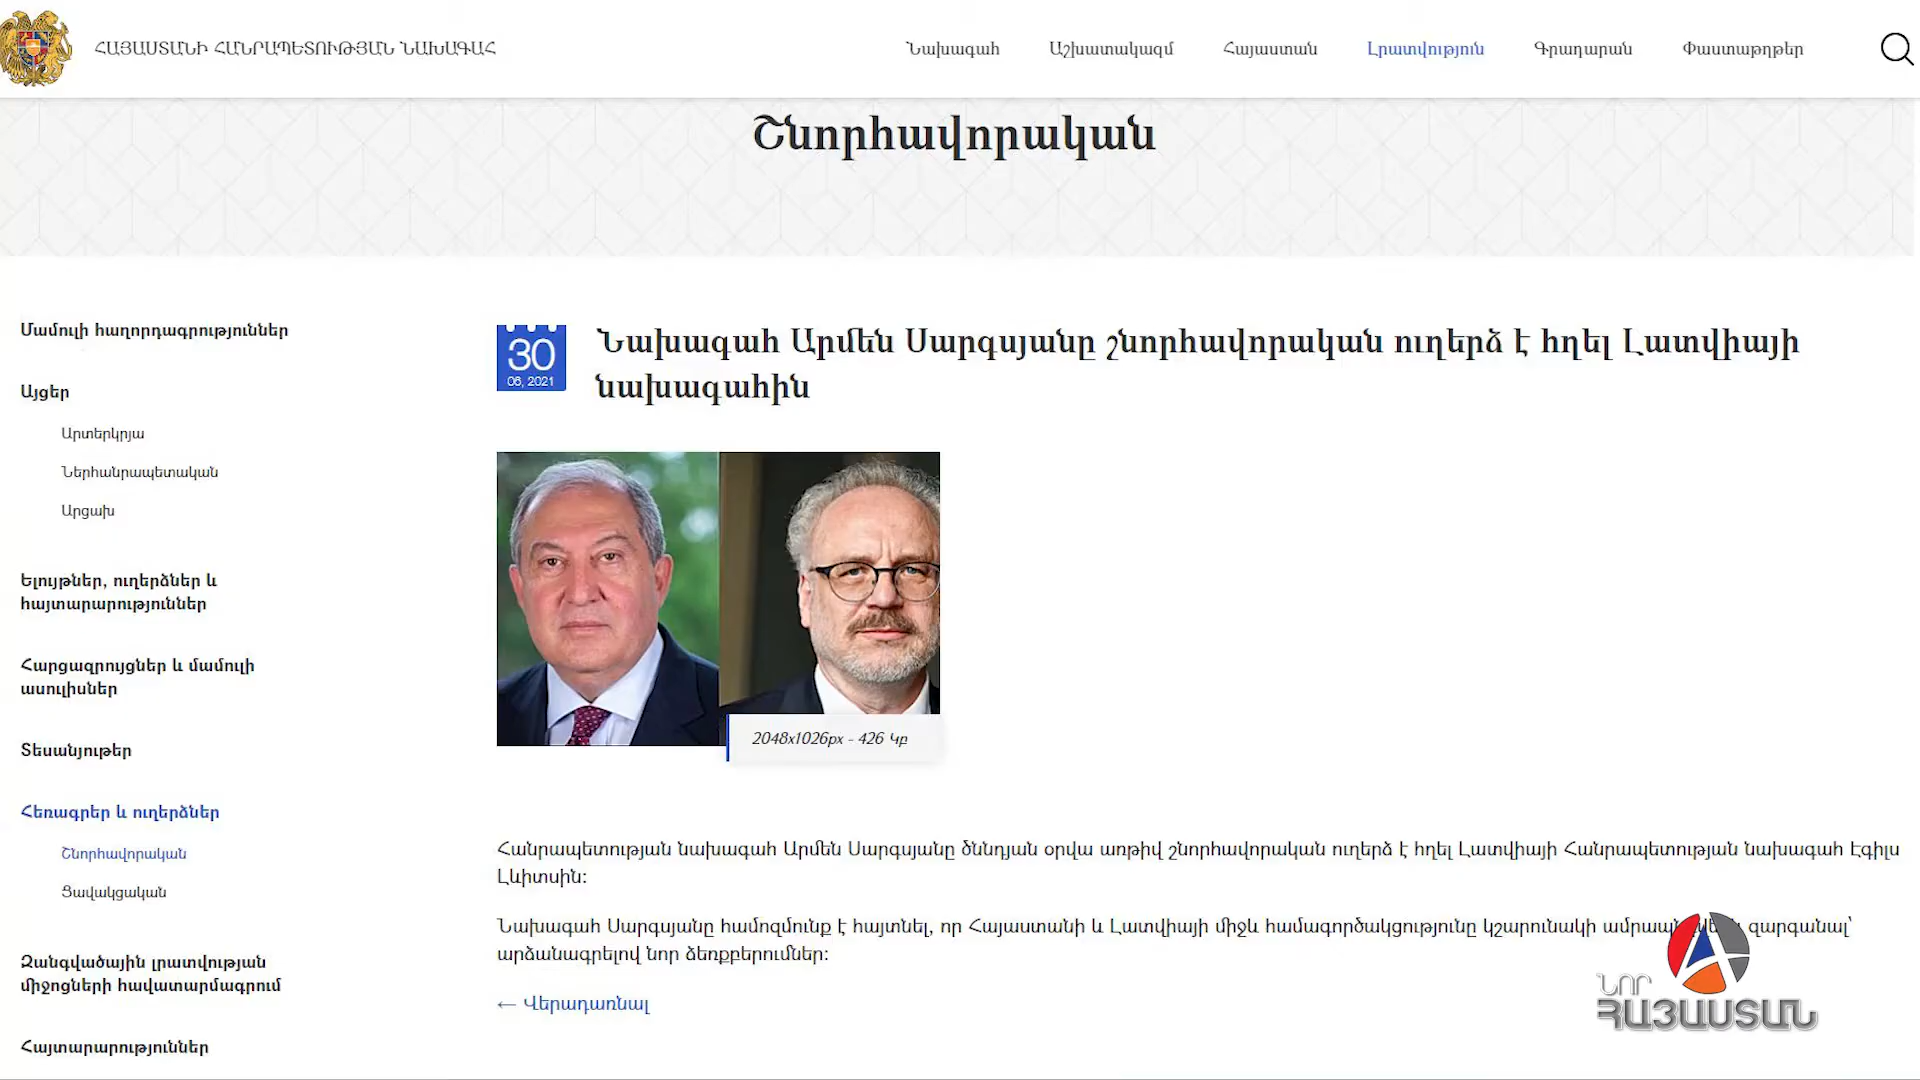 ՀԱՅԱՍՏԱՆԻ ՀԱՆՐԱՊԵՏՈՒԹՅԱՆ ՆԱԽԱԳԱՀ
Նախագահ
Աշխատակազմ
Հայաստան
Լրատվություն
Գրադարան
Փաստաթղթեր
Շնորհավորական
Մամուլի հաղորդագրություններ
Այցեր
Արտերկրյա
Ներհանրապետական
Արցախ
Ելույթներ, ուղերձներ և
հայտարարություններ
Հարցազրույցներ և մամուլի
ասուլիսներ
Տեսանյութեր
Հեռագրեր և ուղերձներ
Շնորհավորական
Ցավակցական
Զանգվածային լրատվության
միջոցների հավատարմագրում
Հայտարարություններ
30
06, 2021
Նախագահ Արմեն Սարգսյանը շնորհավորական ուղերձ է հղել Լատվիայի
նախագահին
2048x1026px - 426 Կբ
Հանրապետության նախագահ Արմեն Սարգսյանը ծննդյան օրվա առթիվ շնորհավորական ուղերձ է հղել Լատվիայի Հանրապետության նախագահ Էգիլս
Լևիտսին:
Նախագահ Սարգսյանը համոզմունք է հայտնել, որ Հայաստանի և Լատվիայի միջև համագործակցությունը կշարունակի զարգանալ՝
արձանագրելով նոր ձեռքբերումներ:
← Վերադառնալ
ՆՈՐ
ՀԱՅԱՍՏԱՆ